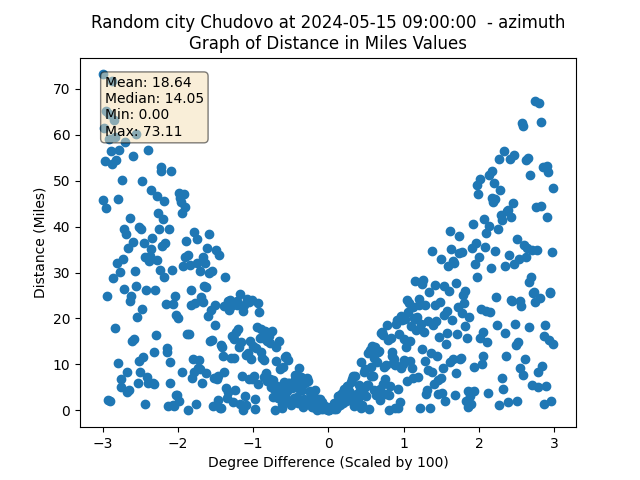 Random city Chudovo at 2024-05-15 09:00:00  - azimuth
Graph of Distance in Miles Values
Mean: 18.64
Median: 14.05
Min: 0.00
Max: 73.11
Distance (Miles)
70
60
50
40
30
20
10
0
−3 −2 −1 0 1 2 3
Degree Difference (Scaled by 100)